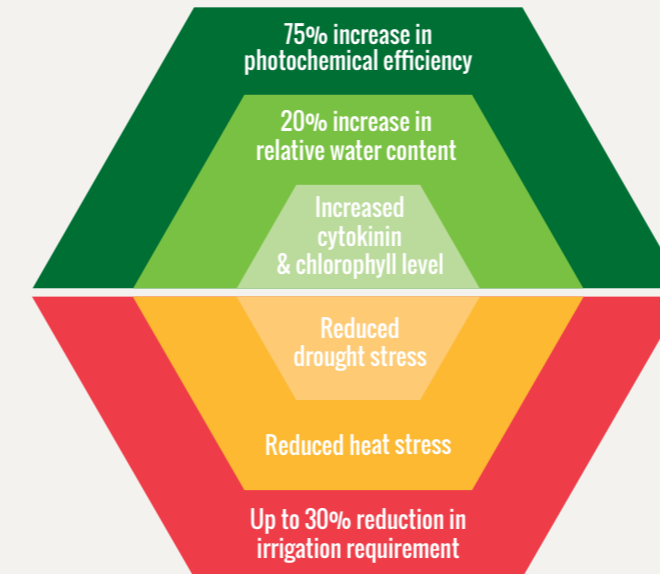 75% increase in
photochemical efficiency
20% increase in
relative water content
Increased
cytokinin
& chlorophyll level
Reduced
drought stress
Reduced heat stress
Up to 30% reduction in
irrigation requirement